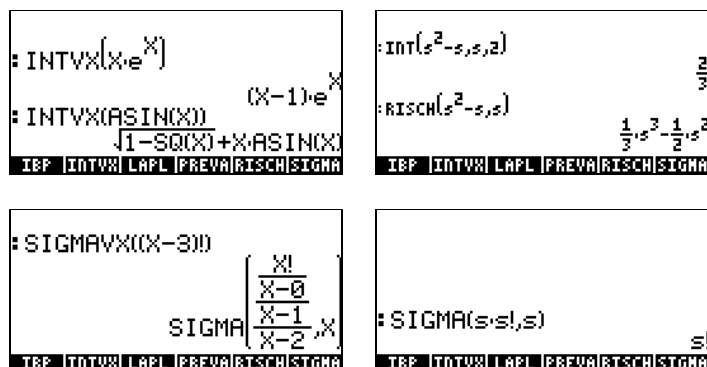 :INTVX(X·e^X)
(X-1)·e^X
:INTVX(ASIN(X))
√1-SQ(X)+X·ASIN(X)
IBP INTVX LAPL PREVA RISCH SIGMA
:INT(s²-s,s,2)
2/3
:RISCH(s²-s,s)
1/3·s³-1/2·s²
IBP INTVX LAPL PREVA RISCH SIGMA
:SIGMAVX((X-3)!)
X!
X-0
X-1
SIGMA( X-2 ,X)
IBP INTVX LAPL PREVA RISCH SIGMA
:SIGMA(s·s!,s)
s!
IBP INTVX LAPL PREVA RISCH SIGMA